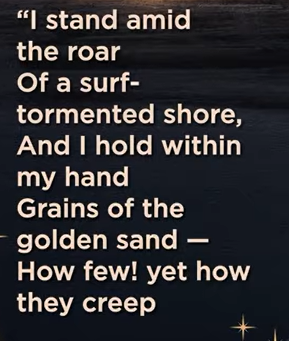 “I stand amid
the roar
Of a surf-
tormented shore,
And I hold within
my hand
Grains of the
golden sand —
How few! yet how
they creep